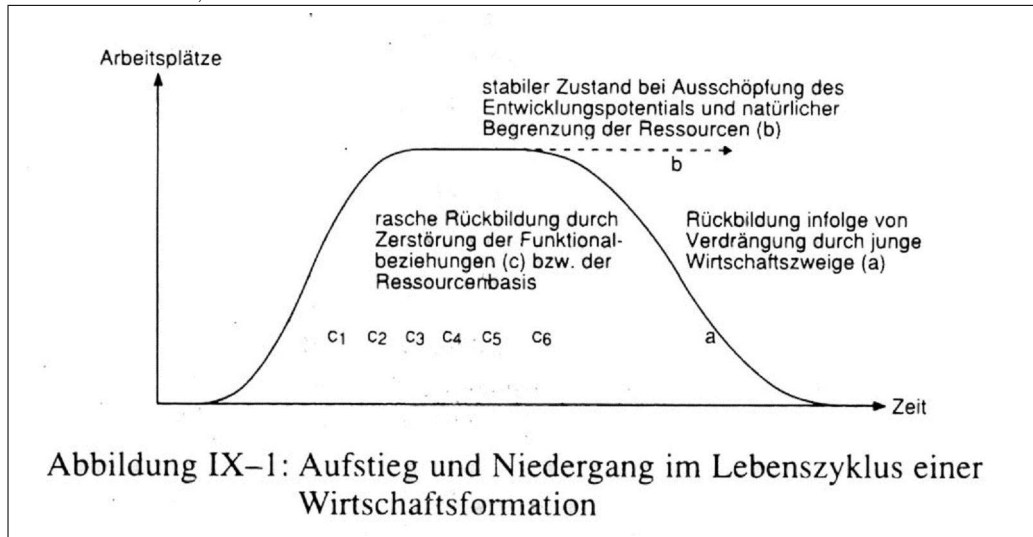 Arbeitsplätze
stabiler Zustand bei Ausschöpfung des
Entwicklungspotentials und natürlicher
Begrenzung der Ressourcen (b)
b
rasche Rückbildung durch
Zerstörung der Funktional-
beziehungen (c) bzw. der
Ressourcenbasis
Rückbildung infolge von
Verdrängung durch junge
Wirtschaftszweige (a)
c1 c2 c3 c4 c5 c6
a
Zeit
Abbildung IX–1: Aufstieg und Niedergang im Lebenszyklus einer
Wirtschaftsformation